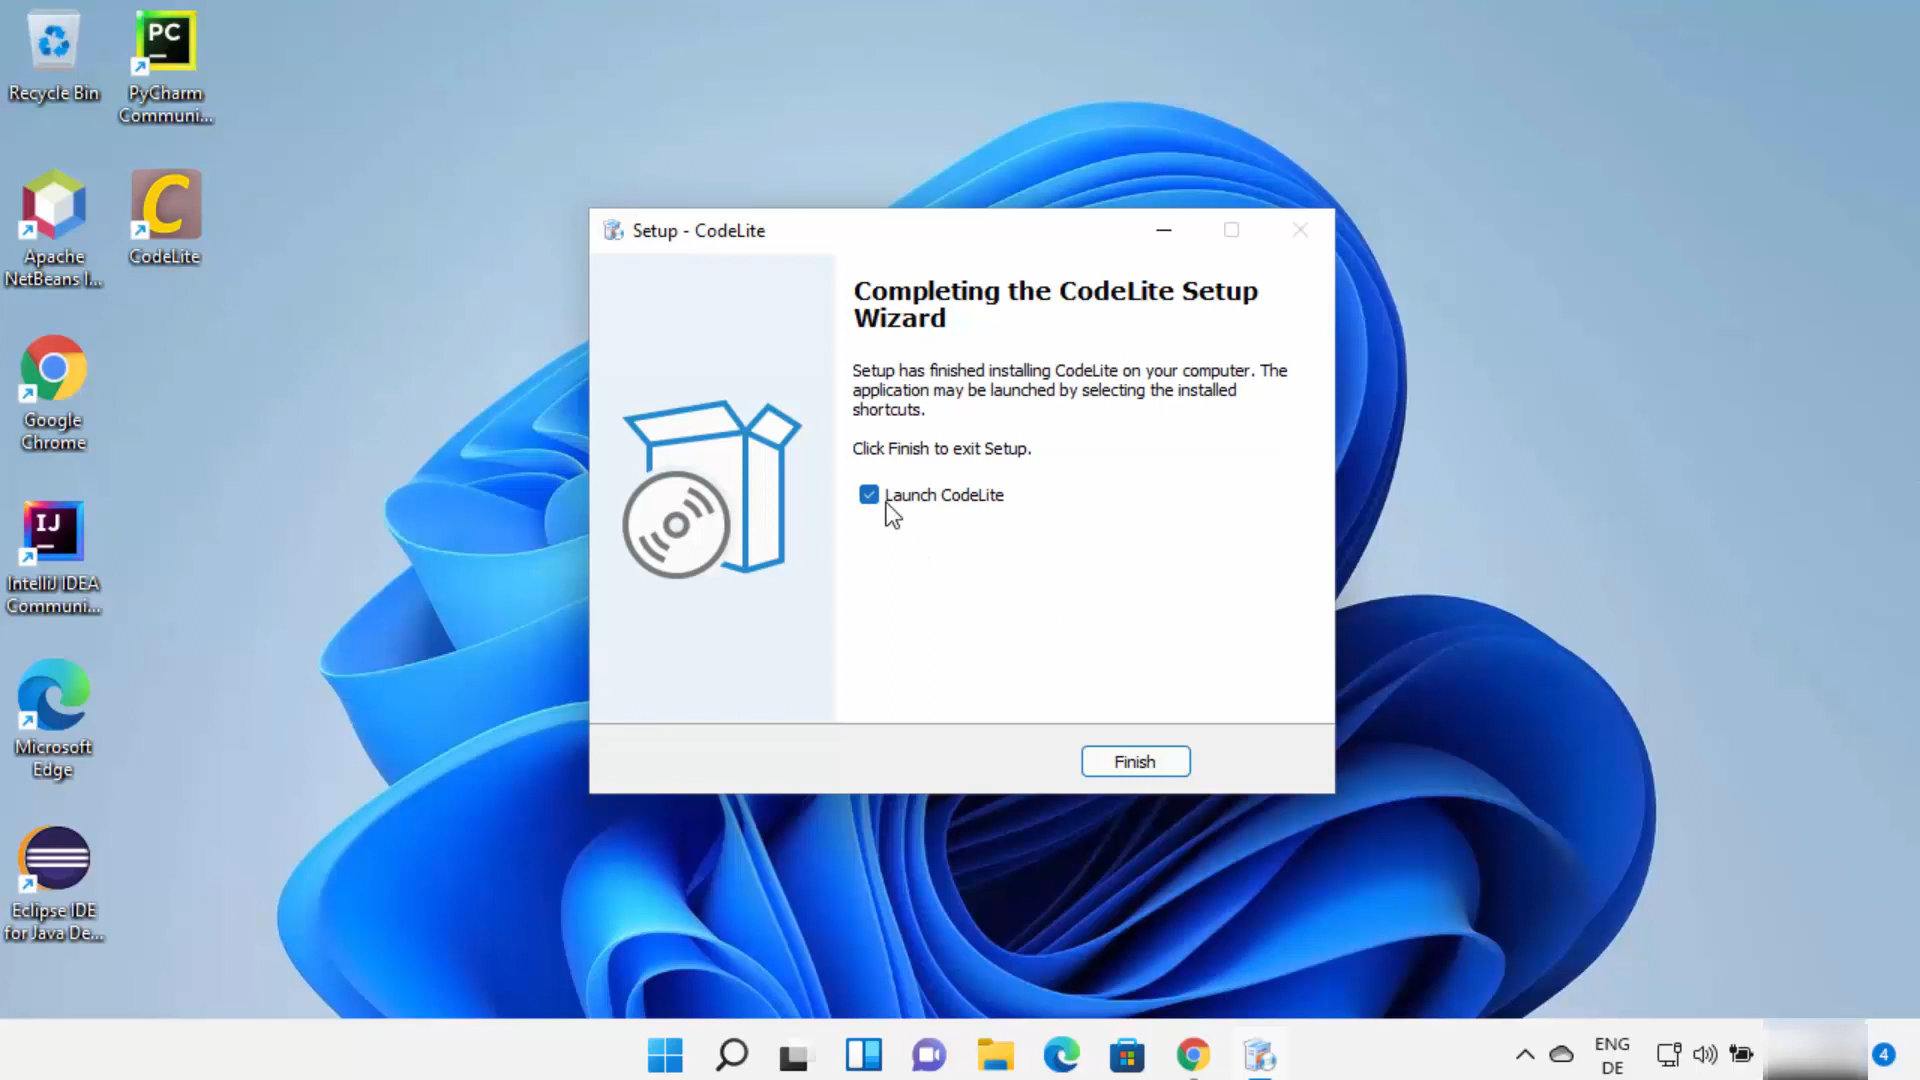 Recycle Bin
PC
PyCharm
Communi...
Apache
NetBeans I...
C
CodeLite
Google
Chrome
IJ
IntelliJ IDEA
Communi...
Microsoft
Edge
Eclipse IDE
for Java De...
Setup - CodeLite
Completing the CodeLite Setup
Wizard
Setup has finished installing CodeLite on your computer. The
application may be launched by selecting the installed
shortcuts.
Click Finish to exit Setup.
Launch CodeLite
Finish
ENG
DE
4